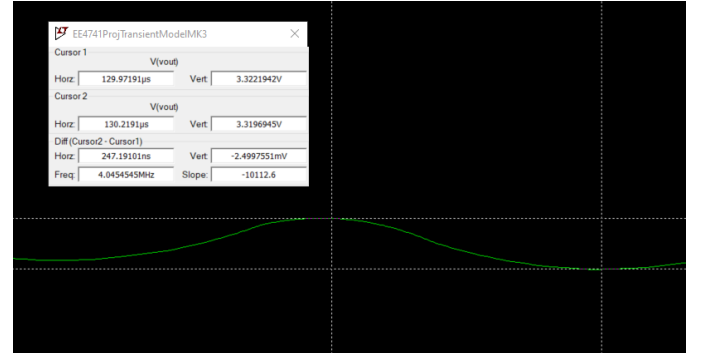 EE4741ProjTransientModelMK3
Cursor 1
V(vout)
Horz: 129.97191µs Vert: 3.3221942V
Cursor 2
V(vout)
Horz: 130.2191µs Vert: 3.3196945V
Diff (Cursor2 - Cursor1)
Horz: 247.19101ns Vert: -2.4997551mV
Freq: 4.0454545MHz Slope: -10112.6